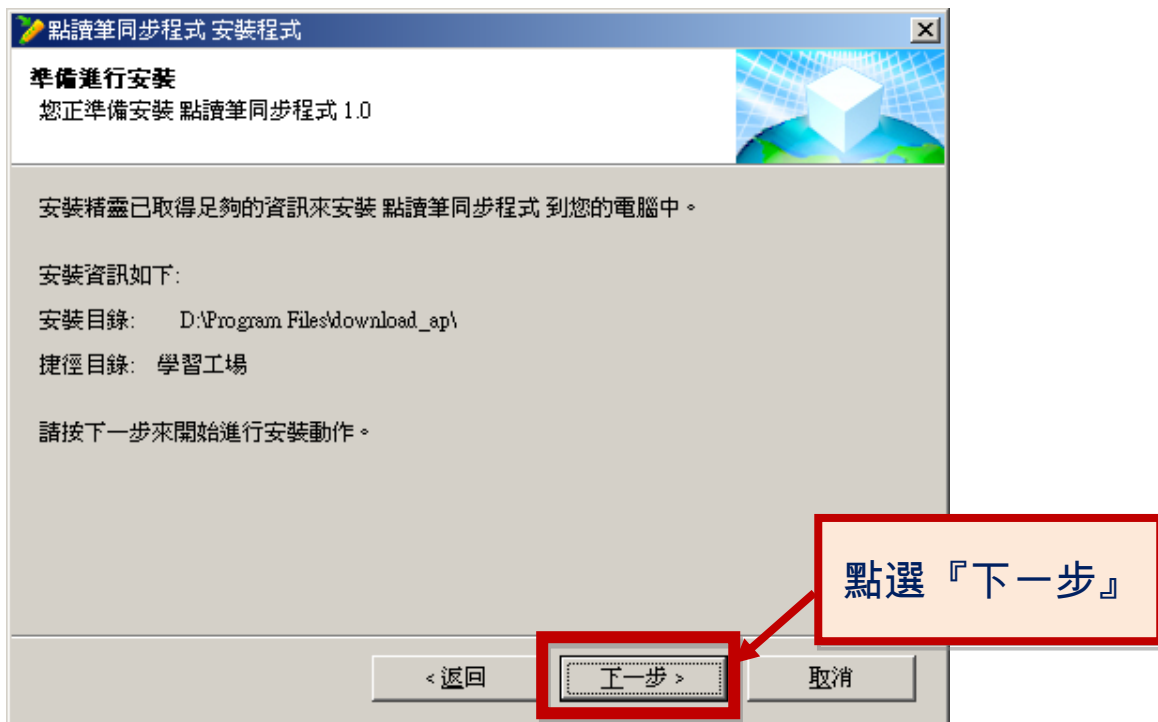 點讀筆同步程式 安裝程式
準備進行安裝
您正準備安裝 點讀筆同步程式 1.0
安裝精靈已取得足夠的資訊來安裝 點讀筆同步程式 到您的電腦中。
安裝資訊如下:
安裝目錄: D:\Program Files\download_ap\
捷徑目錄: 學習工場
請按下一步來開始進行安裝動作。
點選『下一步』
<返回
下一步>
取消